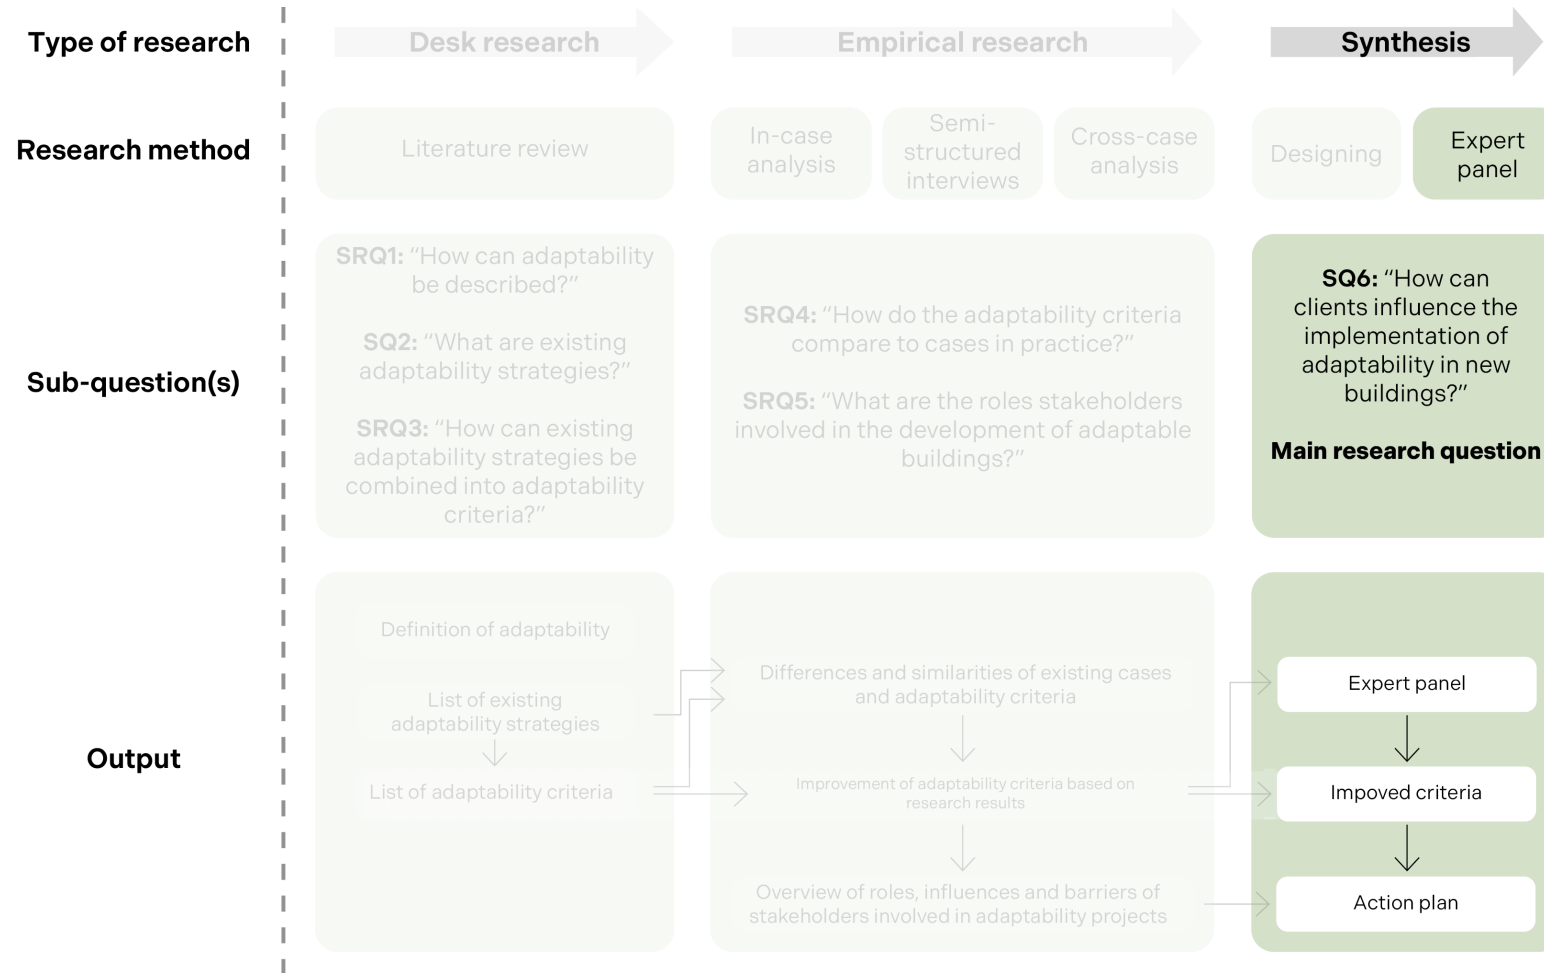 Type of research
Desk research
Empirical research
Synthesis
Research method
Literature review
In-case
analysis
Semi-
structured
interviews
Cross-case
analysis
Designing
Expert
panel
Sub-question(s)
SRQ1: “How can adaptability
be described?”
SQ2: “What are existing
adaptability strategies?”
SRQ3: “How can existing
adaptability strategies be
combined into adaptability
criteria?”
SRQ4: “How do the adaptability criteria
compare to cases in practice?”
SRQ5: “What are the roles stakeholders
involved in the development of adaptable
buildings?”
SQ6: “How can
clients influence the
implementation of
adaptability in new
buildings?”
Main research question
Output
Definition of adaptability
List of existing
adaptability strategies
List of adaptability criteria
Differences and similarities of existing cases
and adaptability criteria
Improvement of adaptability criteria based on
research results
Overview of roles, influences and barriers of
stakeholders involved in adaptability projects
Expert panel
Impoved criteria
Action plan